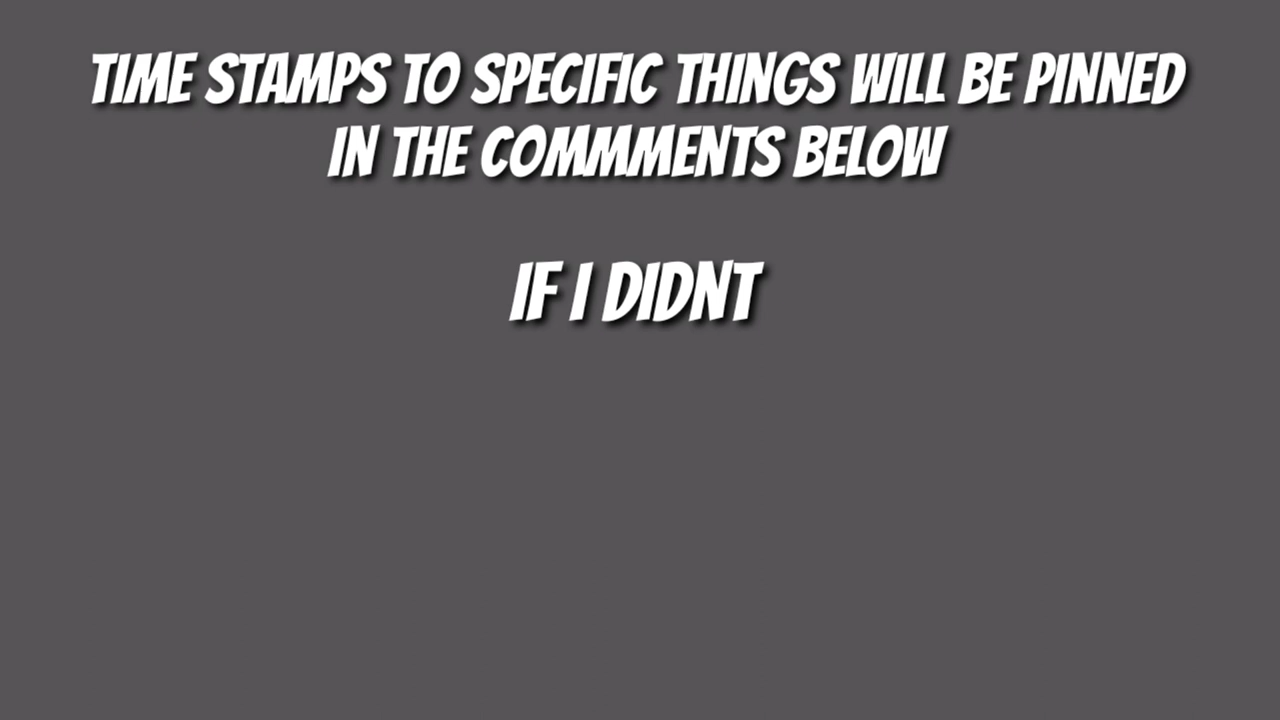 TIME STAMPS TO SPECIFIC THINGS WILL BE PINNED
IN THE COMMMENTS BELOW
IF I DIDNT